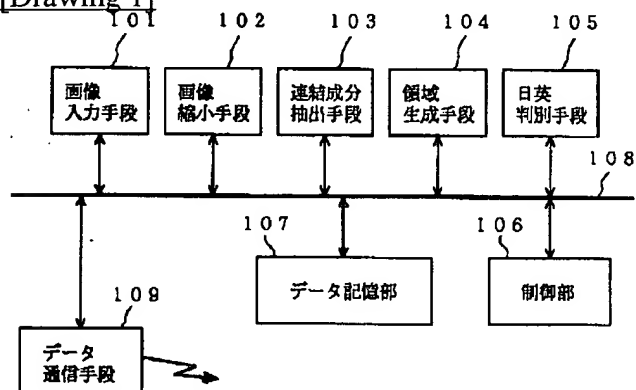 [Drawing 1]
101
102
103
104
105
画像
入力手段
画像
縮小手段
連結成分
抽出手段
領域
生成手段
日英
判別手段
108
107
106
データ記憶部
制御部
109
データ
通信手段